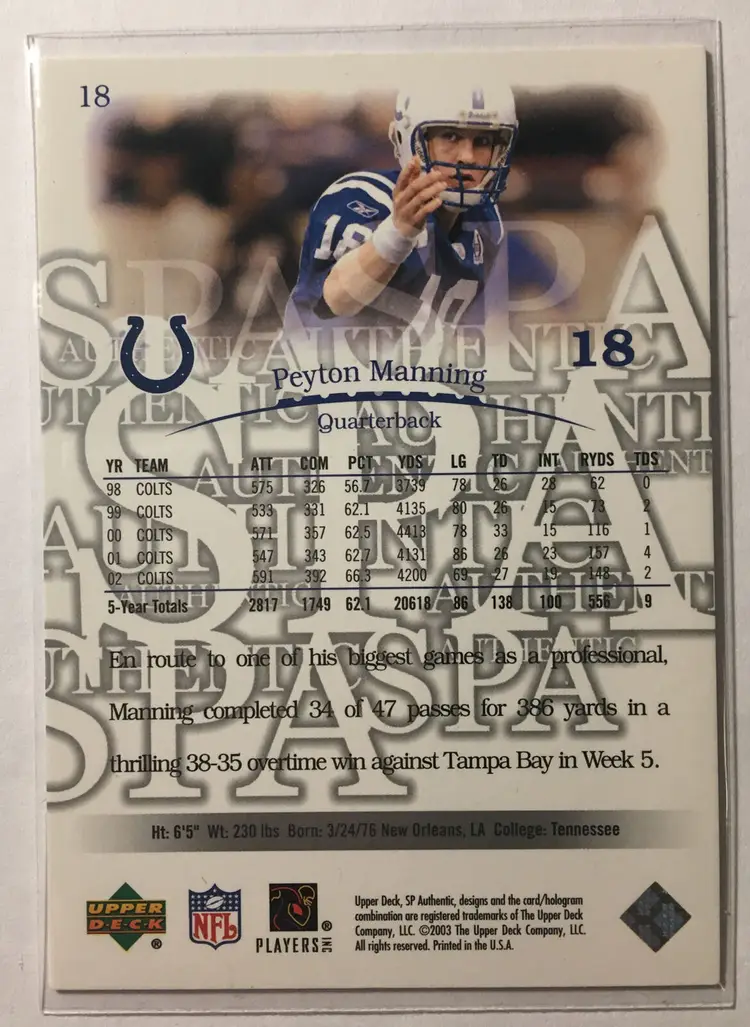 18
18
SPA
SPA
AUTHENTIC
AUTHENTIC
18
Peyton Manning
Quarterback
YR TEAM ATT COM PCT YDS LG TD INT RYDS TDS
98 COLTS 575 326 56.7 3739 78 26 28 62 0
99 COLTS 533 331 62.1 4135 80 26 15 73 2
00 COLTS 571 357 62.5 4413 78 33 15 116 1
01 COLTS 547 343 62.7 4131 86 26 23 157 4
02 COLTS 591 392 66.3 4200 69 27 19 148 2
5-Year Totals 2817 1749 62.1 20618 86 138 100 556 9
En route to one of his biggest games as a professional,
Manning completed 34 of 47 passes for 386 yards in a
thrilling 38-35 overtime win against Tampa Bay in Week 5.
Ht: 6'5" Wt: 230 lbs Born: 3/24/76 New Orleans, LA College: Tennessee
UPPER
D·E·C·K
®
NFL
PLAYERS INC
®
Upper Deck, SP Authentic, designs and the card/hologram
combination are registered trademarks of The Upper Deck
Company, LLC. ©2003 The Upper Deck Company, LLC.
All rights reserved. Printed in the U.S.A.